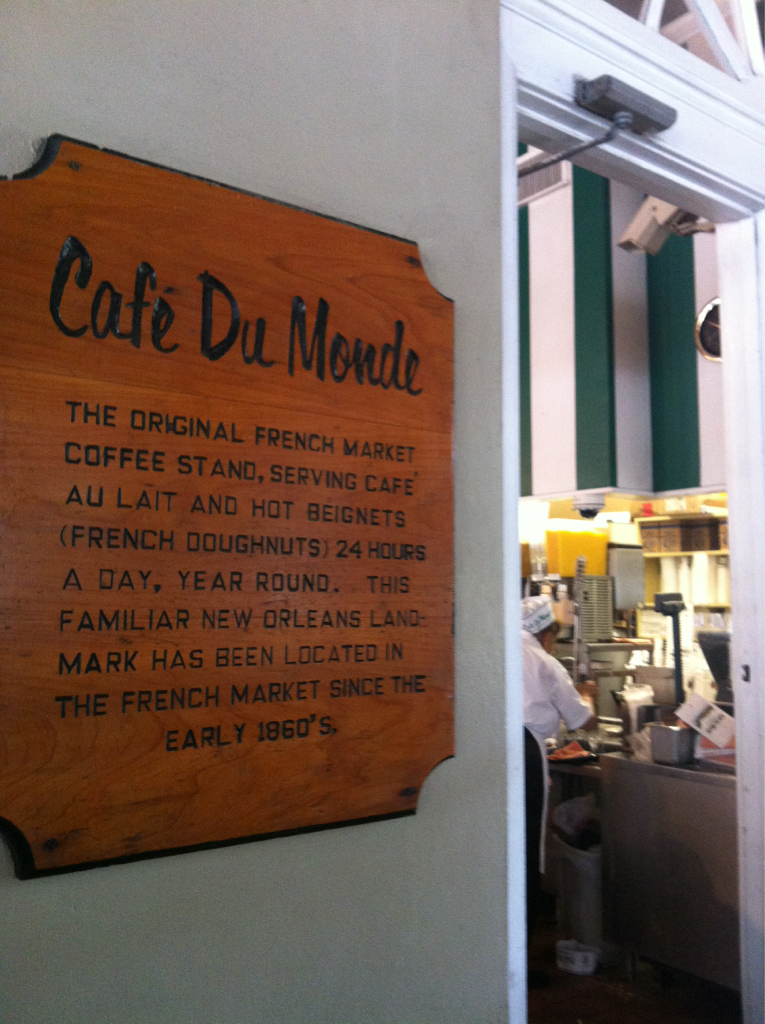 Café Du Monde
THE ORIGINAL FRENCH MARKET
COFFEE STAND, SERVING CAFE'
AU LAIT AND HOT BEIGNETS
(FRENCH DOUGHNUTS) 24 HOURS
A DAY, YEAR ROUND. THIS
FAMILIAR NEW ORLEANS LAND-
MARK HAS BEEN LOCATED IN
THE FRENCH MARKET SINCE THE
EARLY 1860'S.